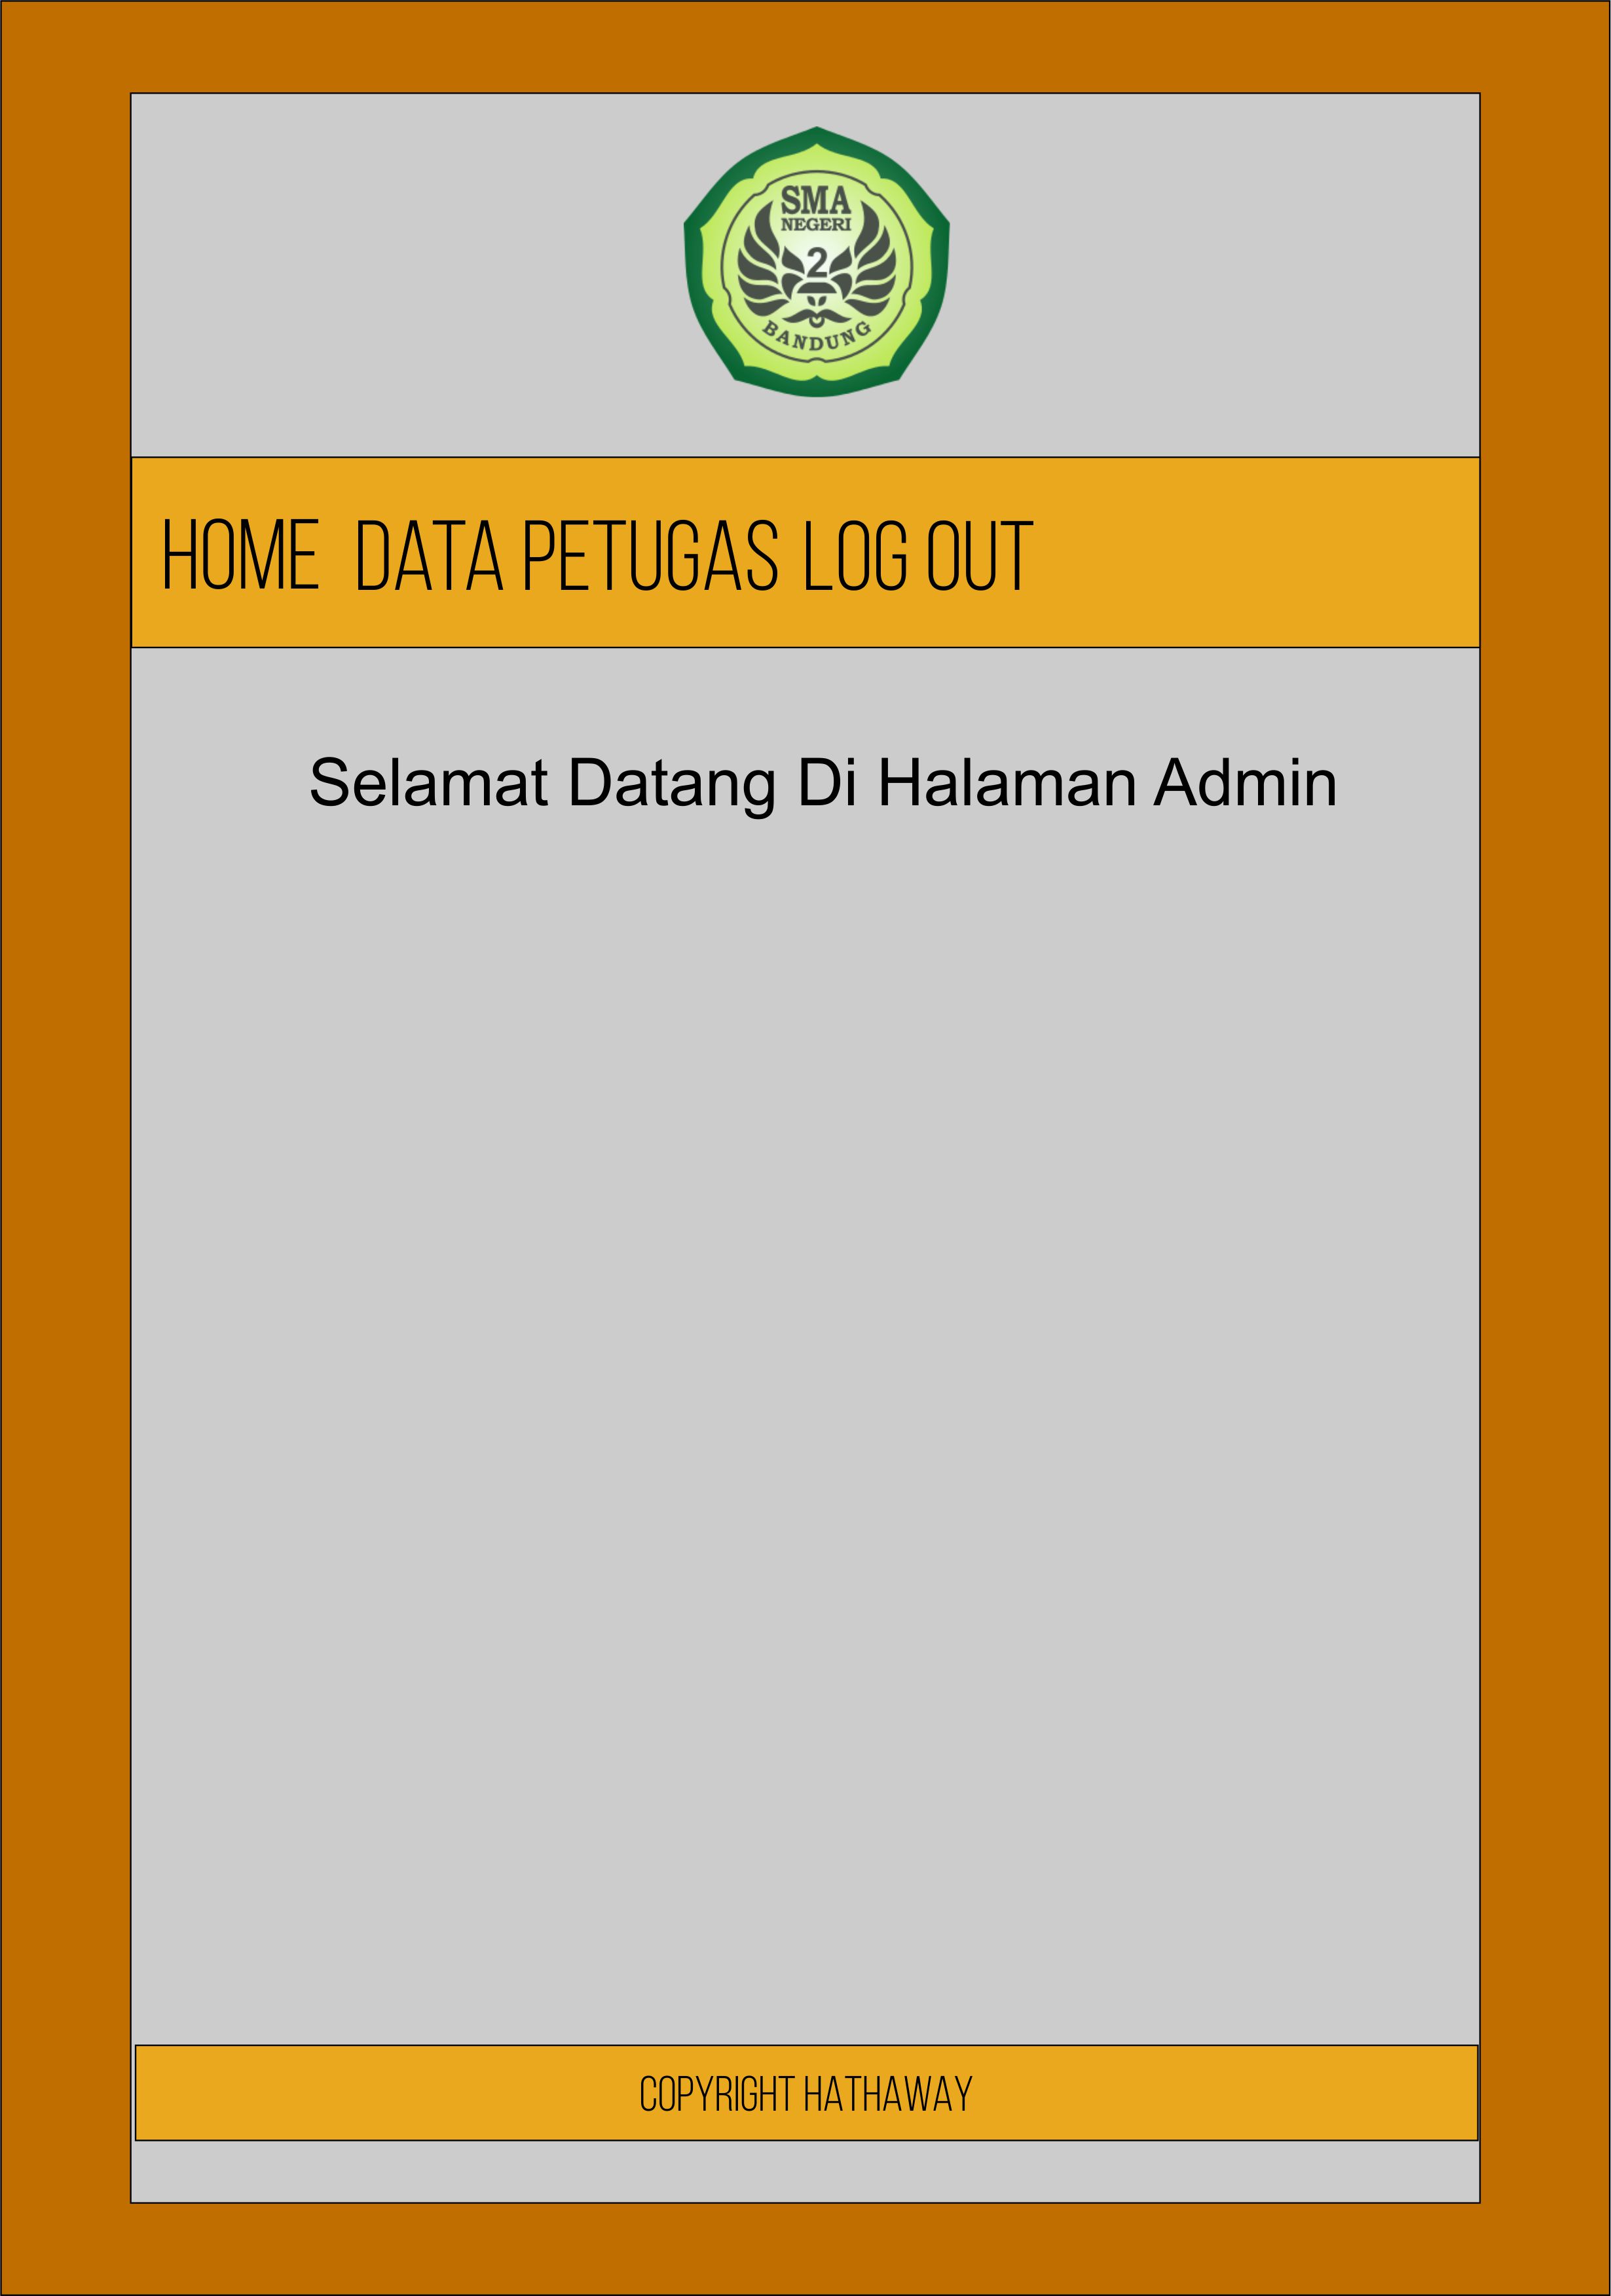 SMA
NEGERI
2
BANDUNG
HOME DATA PETUGAS LOG OUT
Selamat Datang Di Halaman Admin
COPYRIGHT HATHAWAY